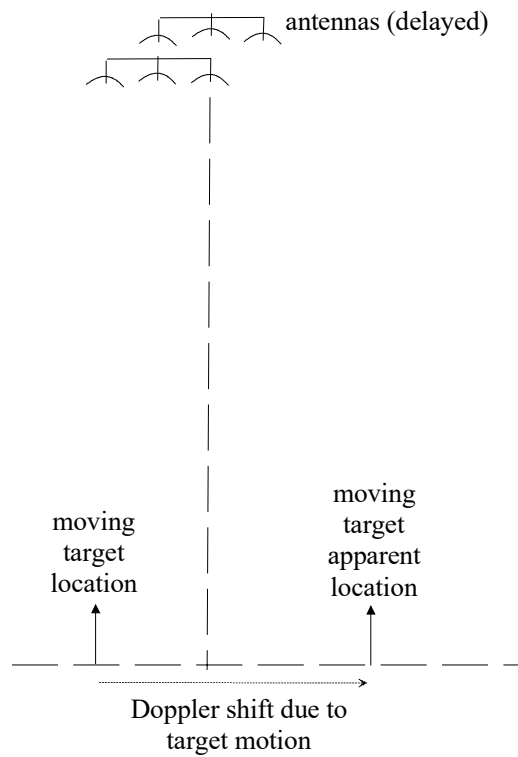 antennas (delayed)
moving
target
location
moving
target
apparent
location
Doppler shift due to
target motion